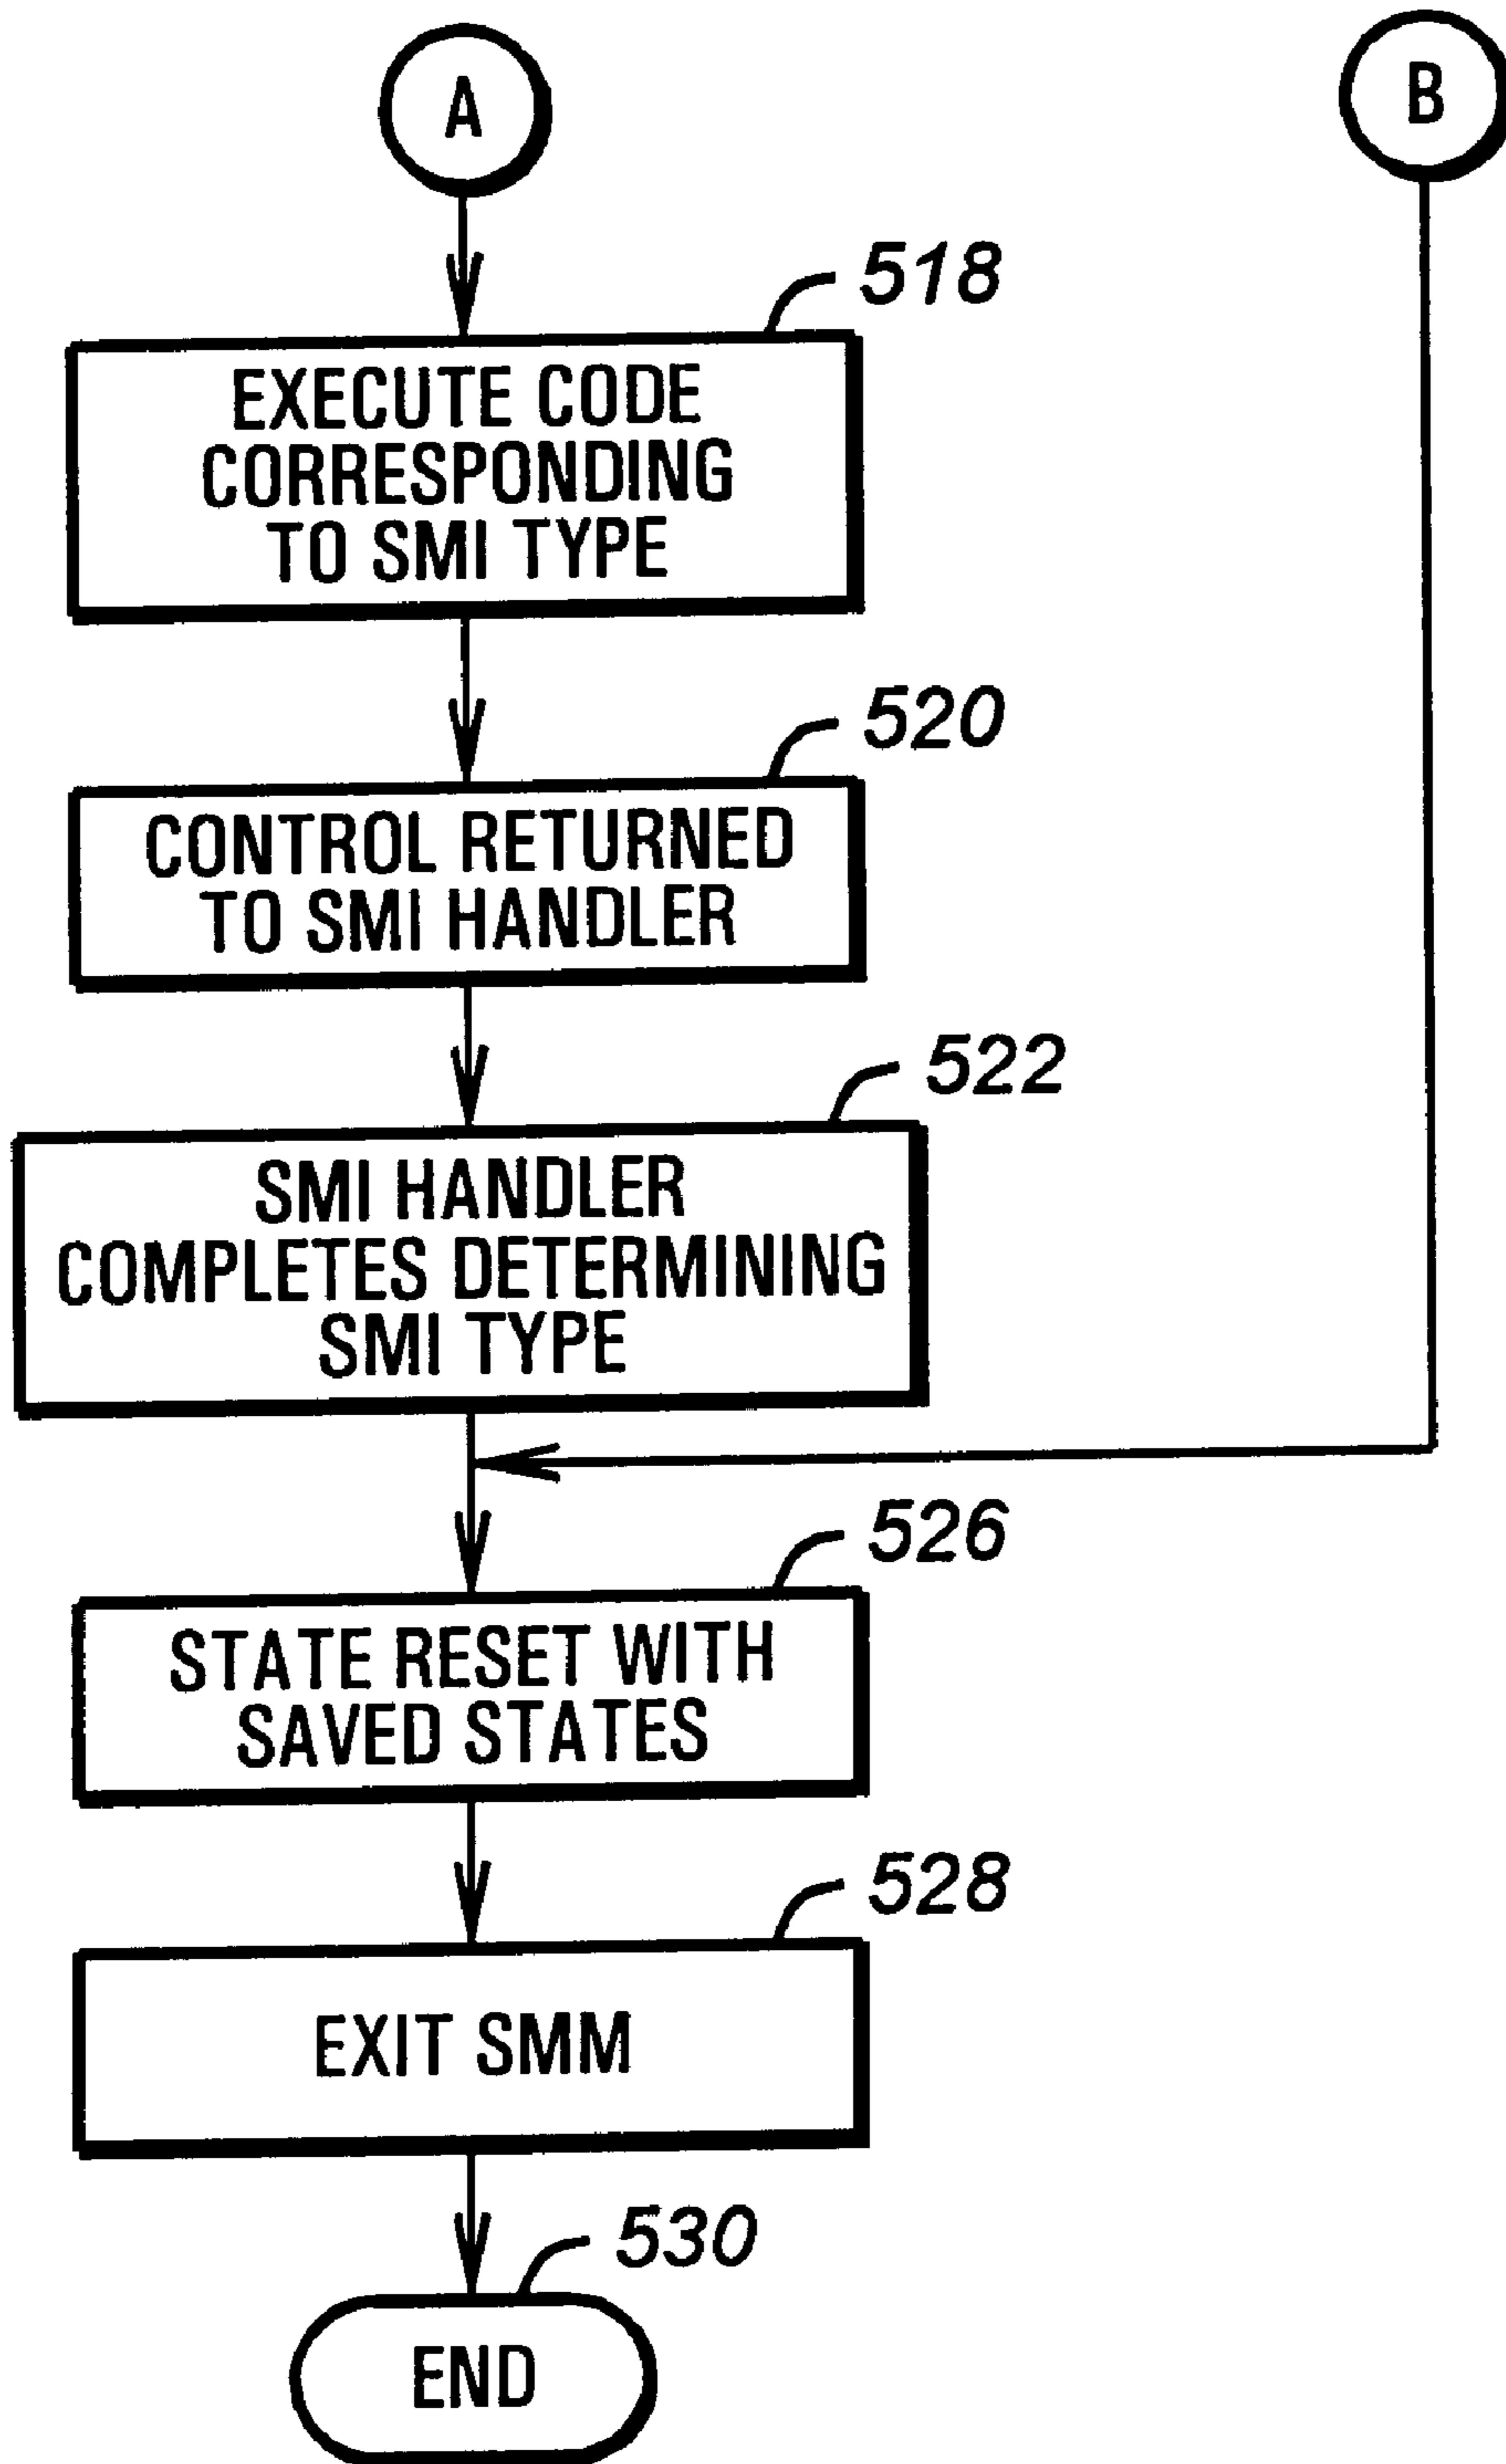 A
B
518
EXECUTE CODE
CORRESPONDING
TO SMI TYPE
520
CONTROL RETURNED
TO SMI HANDLER
522
SMI HANDLER
COMPLETES DETERMINING
SMI TYPE
526
STATE RESET WITH
SAVED STATES
528
EXIT SMM
530
END